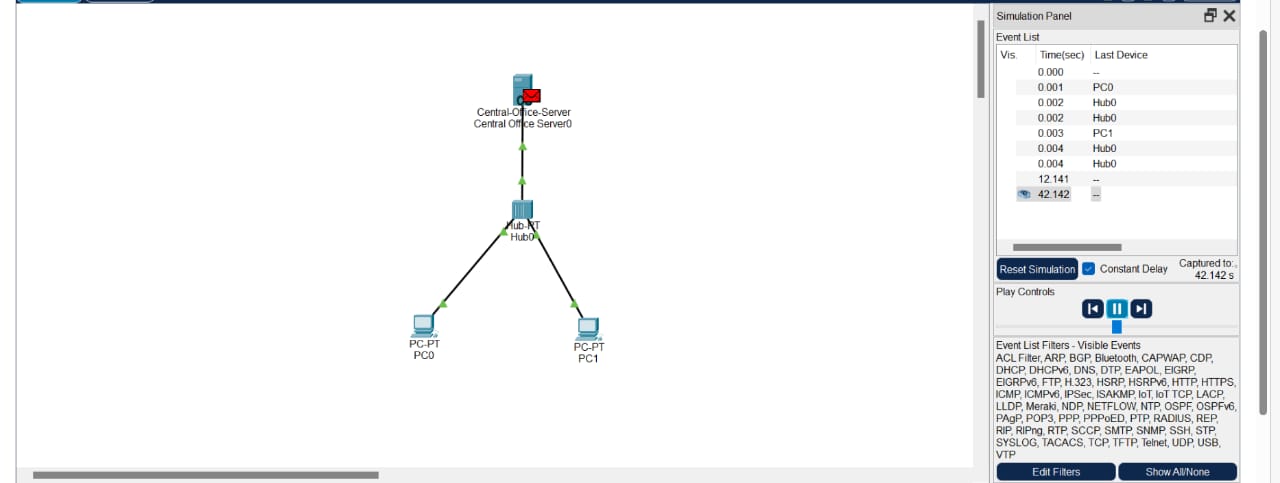 Simulation Panel
Event List
Vis. Time(sec) Last Device
0.000 --
0.001 PC0
0.002 Hub0
0.002 Hub0
0.003 PC1
0.004 Hub0
0.004 Hub0
12.141 --
42.142 --
Reset Simulation Constant Delay Captured to:
42.142 s
Play Controls
Event List Filters - Visible Events
ACL Filter, ARP, BGP, Bluetooth, CAPWAP, CDP,
DHCP, DHCPv6, DNS, DTP, EAPOL, EIGRP,
EIGRPv6, FTP, H.323, HSRP, HSRPv6, HTTP, HTTPS,
ICMP, ICMPv6, IPSec, ISAKMP, IoT, IoT TCP, LACP,
LLDP, Meraki, NDP, NETFLOW, NTP, OSPF, OSPFv6,
PAgP, POP3, PPP, PPPoED, PTP, RADIUS, REP,
RIP, RIPng, RTP, SCCP, SMTP, SNMP, SSH, STP,
SYSLOG, TACACS, TCP, TFTP, Telnet, UDP, USB,
VTP
Edit Filters Show All/None
Central-Office-Server
Central Office Server0
Hub-PT
Hub0
PC-PT
PC0
PC-PT
PC1